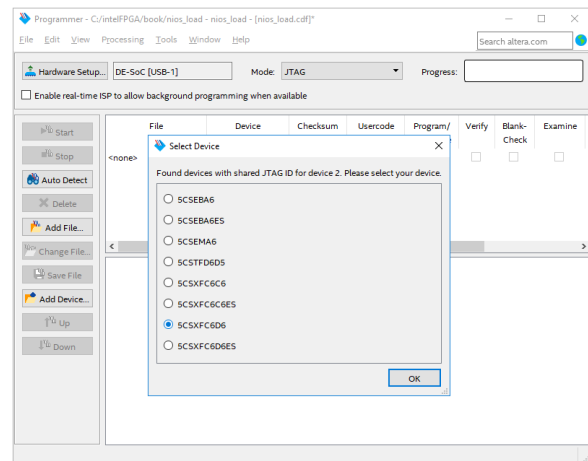 Programmer - C:/intelFPGA/book/nios_load - nios_load - [nios_load.cdf]*
File Edit View Processing Tools Window Help
Search altera.com
Hardware Setup... DE-SoC [USB-1] Mode: JTAG Progress:
Enable real-time ISP to allow background programming when available
Start
Stop
Auto Detect
Delete
Add File...
Change File...
Save File
Add Device...
Up
Down
File Device Checksum Usercode Program/ Verify Blank- Examine
Check
<none>
Select Device
Found devices with shared JTAG ID for device 2. Please select your device.
5CSEBA6
5CSEBA6ES
5CSEMA6
5CSTFD6D5
5CSXFC6C6
5CSXFC6C6ES
5CSXFC6D6
5CSXFC6D6ES
OK